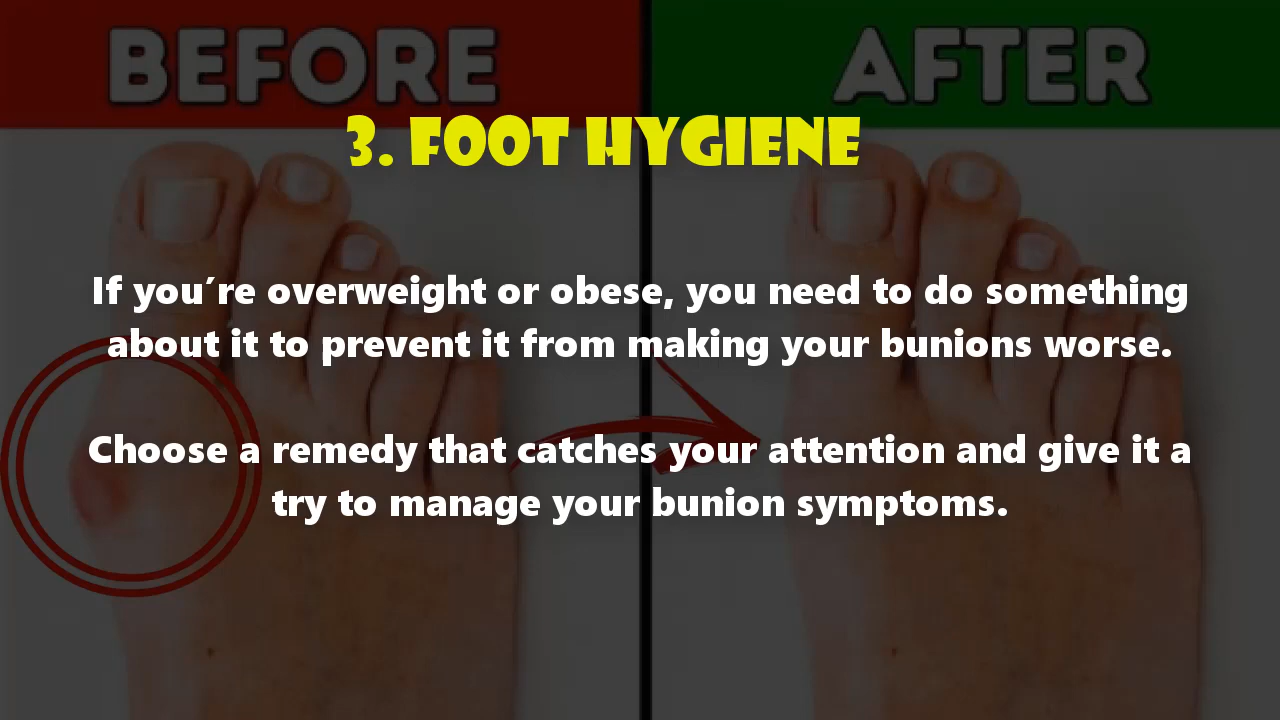 BEFORE
AFTER
3. FOOT HYGIENE
If you’re overweight or obese, you need to do something
about it to prevent it from making your bunions worse.
Choose a remedy that catches your attention and give it a
try to manage your bunion symptoms.